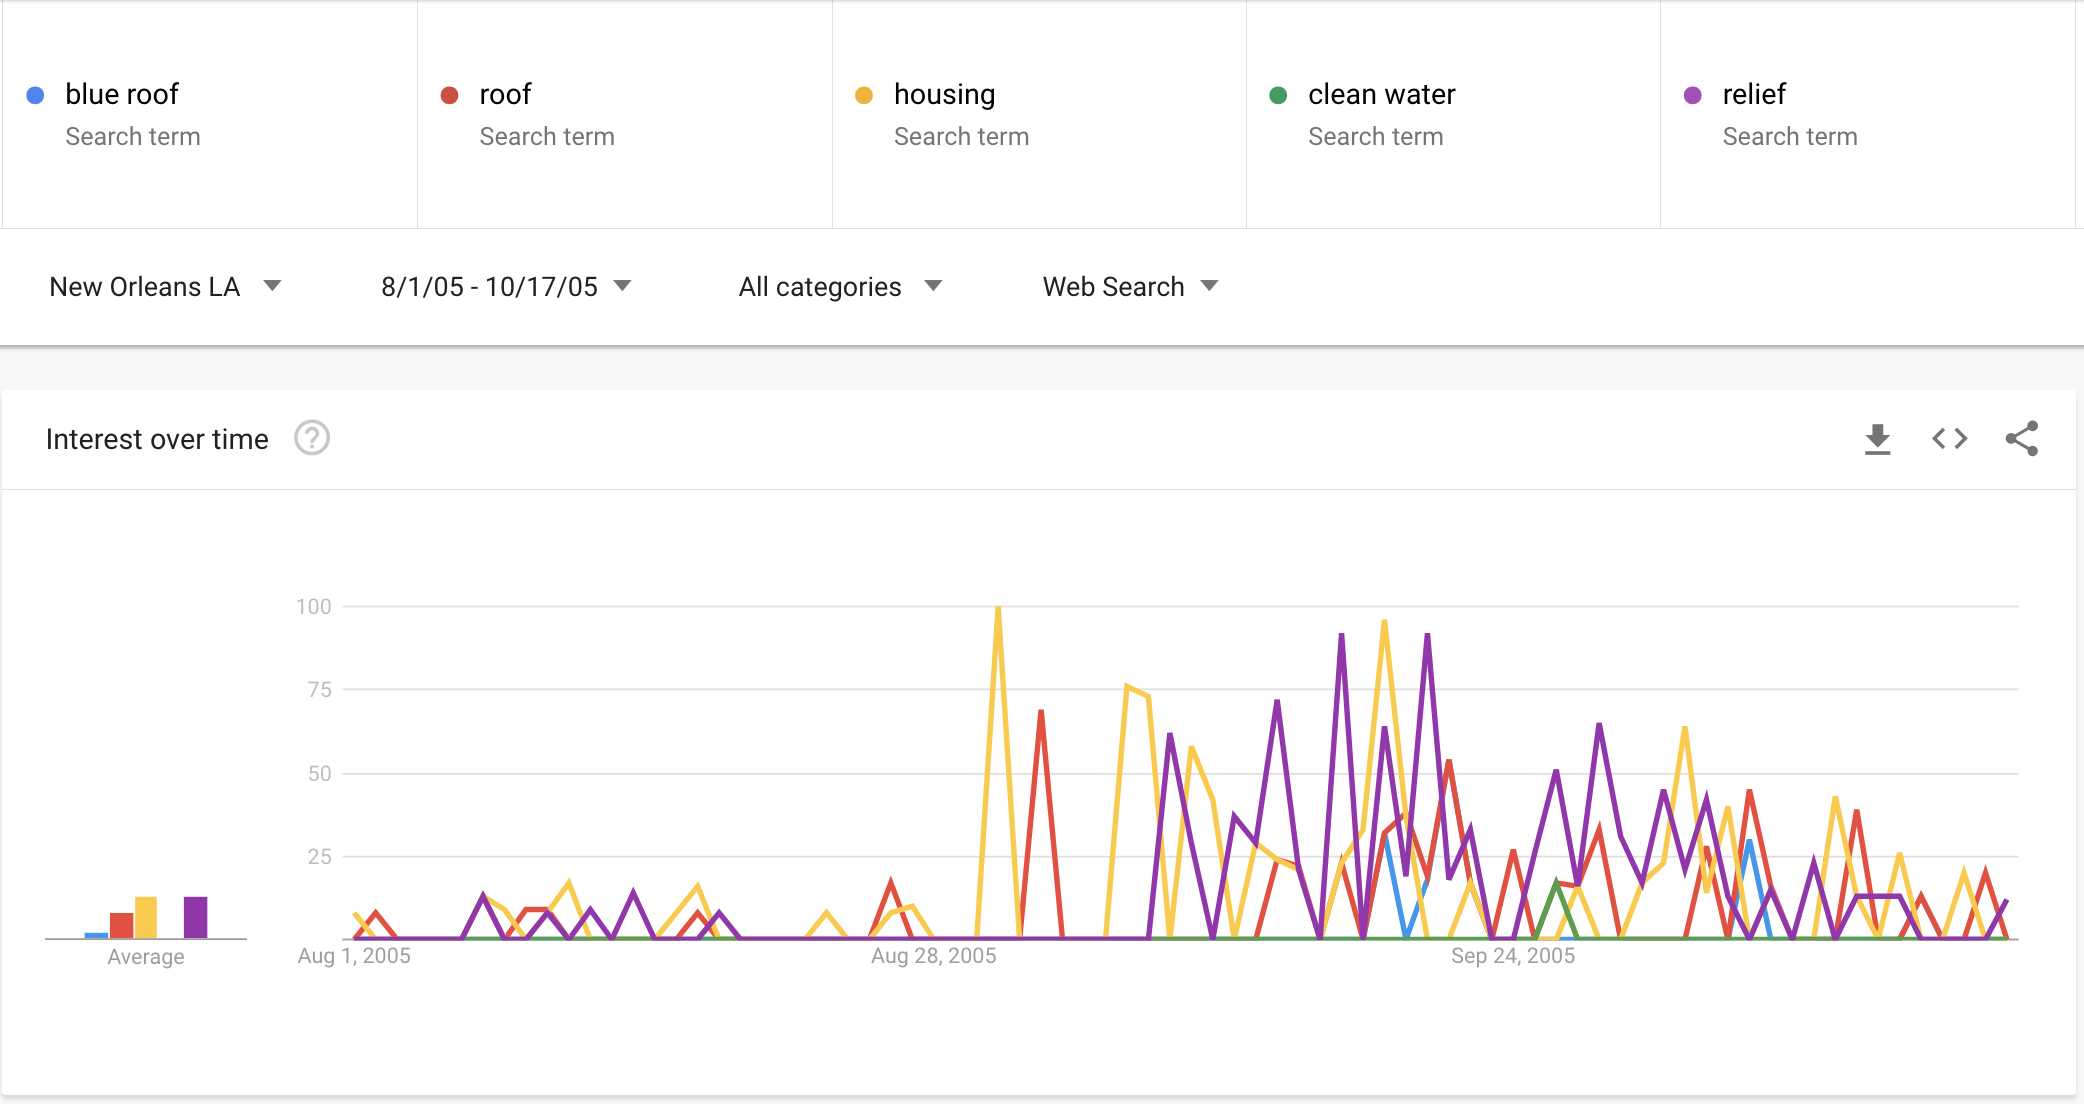 blue roof
Search term
roof
Search term
housing
Search term
clean water
Search term
relief
Search term
New Orleans LA
8/1/05 - 10/17/05
All categories
Web Search
Interest over time
?
100
75
50
25
Average
Aug 1, 2005
Aug 28, 2005
Sep 24, 2005